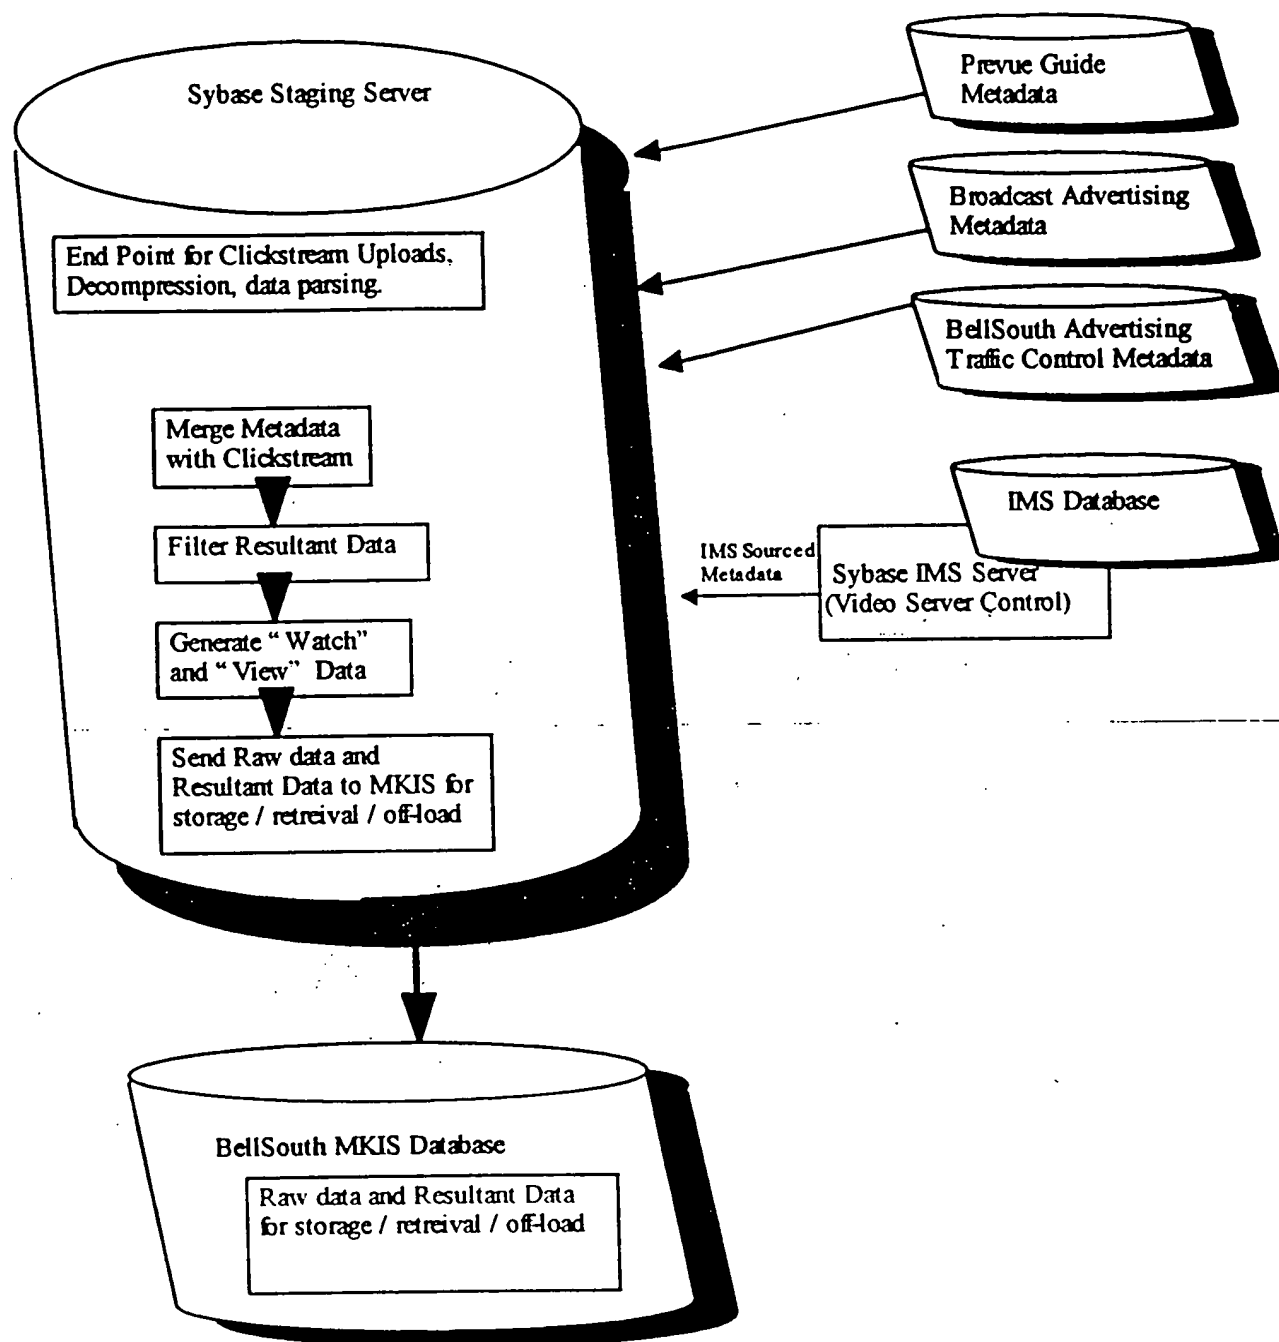 Sybase Staging Server
End Point for Clickstream Uploads,
Decompression, data parsing.
Merge Metadata
with Clickstream
Filter Resultant Data
Generate “ Watch”
and “ View” Data
Send Raw data and
Resultant Data to MKIS for
storage / retreival / off-load
Prevue Guide
Metadata
Broadcast Advertising
Metadata
BellSouth Advertising
Traffic Control Metadata
IMS Database
IMS Sourced
Metadata
Sybase IMS Server
(Video Server Control)
BellSouth MKIS Database
Raw data and Resultant Data
for storage / retreival / off-load